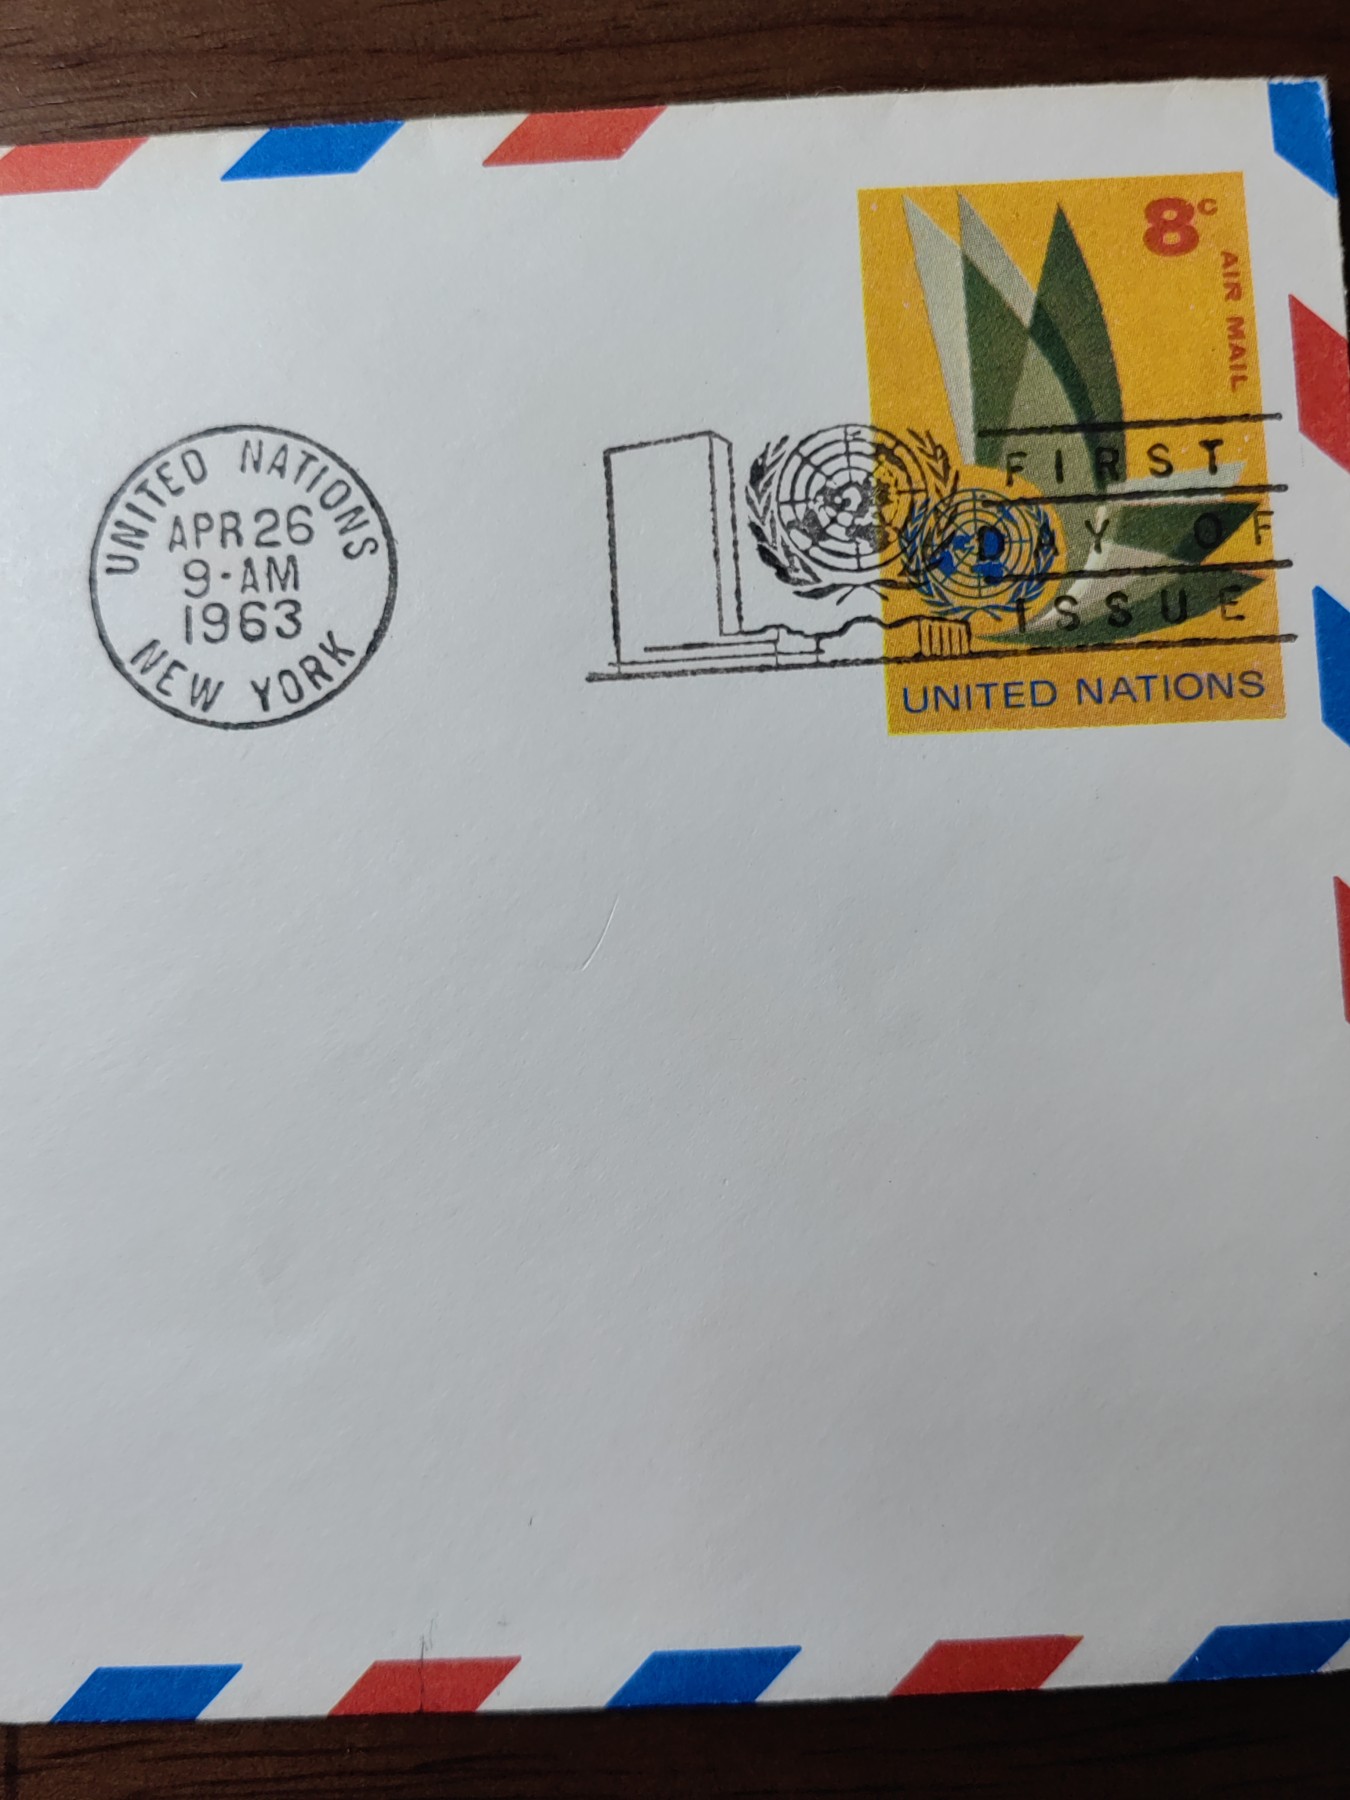 8c
AIR MAIL
UNITED NATIONS
APR 26
9-AM
1963
NEW YORK
FIRST
DAY OF
ISSUE
UNITED NATIONS